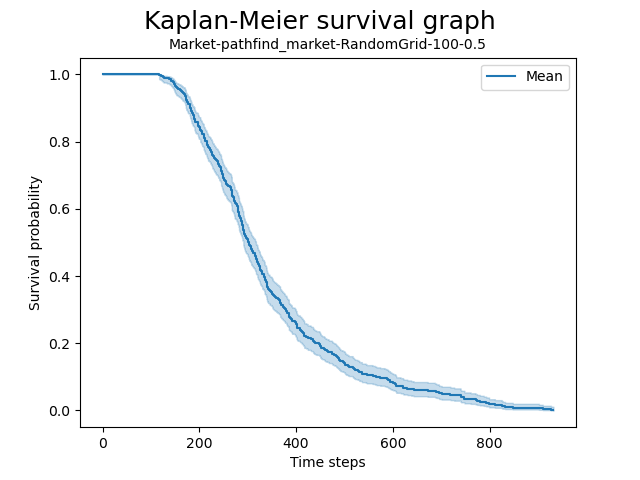 Kaplan-Meier survival graph
Market-pathfind_market-RandomGrid-100-0.5
Mean
1.0
0.8
0.6
0.4
0.2
0.0
Survival probability
0 200 400 600 800
Time steps